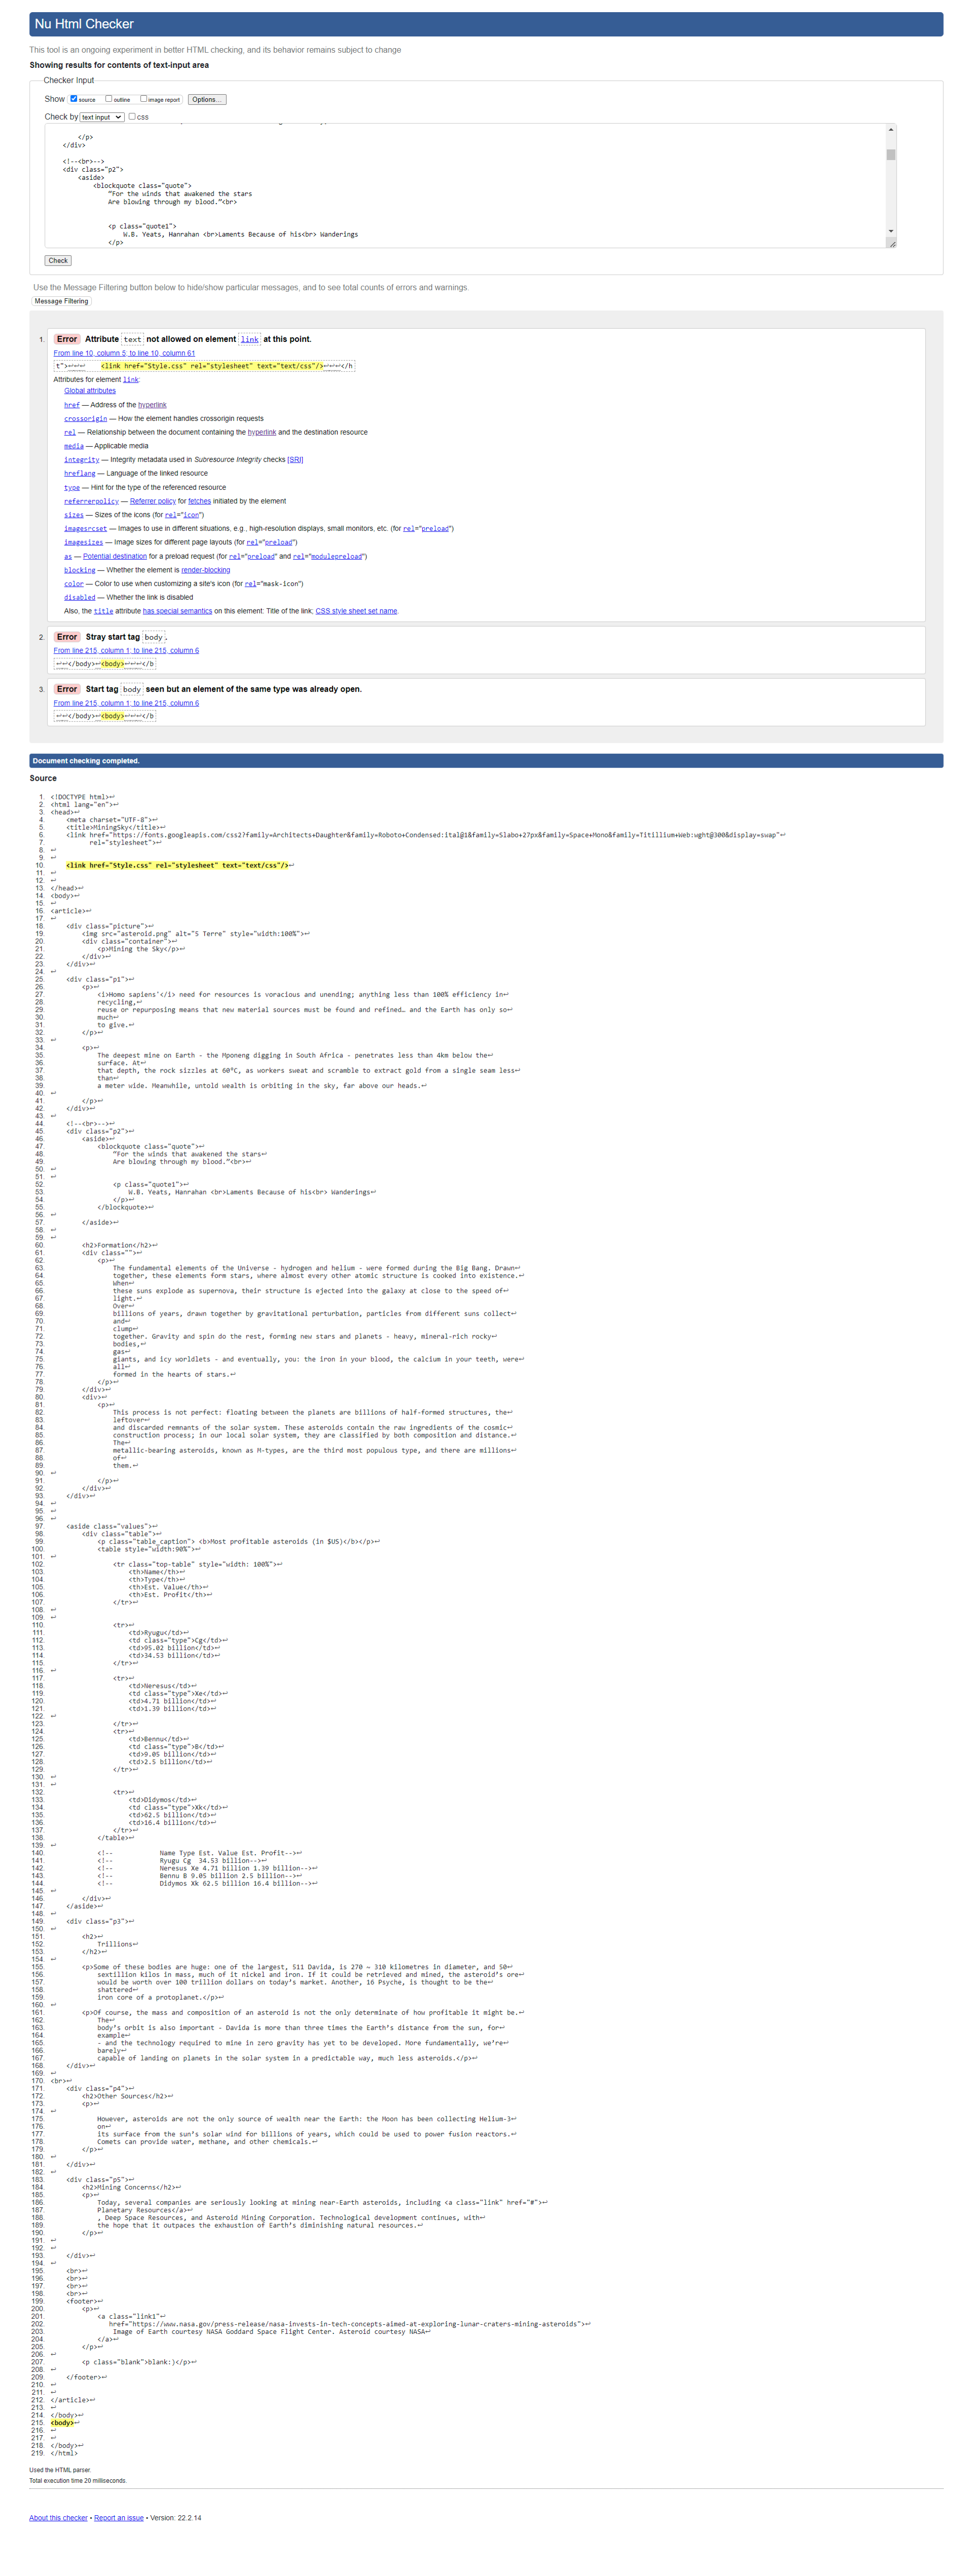 Nu Html Checker
This tool is an ongoing experiment in better HTML checking, and its behavior remains subject to change
Showing results for contents of text-input area
Checker Input
Show source outline image report Options...
Check by text input css
</p>
</div>
<!--<br>-->
<div class="p2">
<aside>
<blockquote class="quote">
“For the winds that awakened the stars
Are blowing through my blood.”<br>
<p class="quote1">
W.B. Yeats, Hanrahan <br>Laments Because of his<br> Wanderings
</p>
Check
Use the Message Filtering button below to hide/show particular messages, and to see total counts of errors and warnings.
Message Filtering
1. Error Attribute text not allowed on element link at this point.
From line 10, column 5; to line 10, column 61
t">↩↩↩ <link href="Style.css" rel="stylesheet" text="text/css"/>↩↩↩</h
Attributes for element link:
Global attributes
href — Address of the hyperlink
crossorigin — How the element handles crossorigin requests
rel — Relationship between the document containing the hyperlink and the destination resource
media — Applicable media
integrity — Integrity metadata used in Subresource Integrity checks [SRI]
hreflang — Language of the linked resource
type — Hint for the type of the referenced resource
referrerpolicy — Referrer policy for fetches initiated by the element
sizes — Sizes of the icons (for rel="icon")
imagesrcset — Images to use in different situations, e.g., high-resolution displays, small monitors, etc. (for rel="preload")
imagesizes — Image sizes for different page layouts (for rel="preload")
as — Potential destination for a preload request (for rel="preload" and rel="modulepreload")
blocking — Whether the element is render-blocking
color — Color to use when customizing a site's icon (for rel="mask-icon")
disabled — Whether the link is disabled
Also, the title attribute has special semantics on this element: Title of the link; CSS style sheet set name.
2. Error Stray start tag body.
From line 215, column 1; to line 215, column 6
↩↩</body>↩<body>↩↩↩</b
3. Error Start tag body seen but an element of the same type was already open.
From line 215, column 1; to line 215, column 6
↩↩</body>↩<body>↩↩↩</b
Document checking completed.
Source
1. <!DOCTYPE html>↩
2. <html lang="en">↩
3. <head>↩
4. <meta charset="UTF-8">↩
5. <title>MiningSky</title>↩
6. <link href="https://fonts.googleapis.com/css2?family=Architects+Daughter&family=Roboto+Condensed:ital@1&family=Slabo+27px&family=Space+Mono&family=Titillium+Web:wght@300&display=swap"↩
7. rel="stylesheet">↩
8. ↩
9. ↩
10. <link href="Style.css" rel="stylesheet" text="text/css"/>↩
11. ↩
12. ↩
13. </head>↩
14. <body>↩
15. ↩
16. <article>↩
17. ↩
18. <div class="picture">↩
19. <img src="asteroid.png" alt="5 Terre" style="width:100%">↩
20. <div class="container">↩
21. <p>Mining the Sky</p>↩
22. </div>↩
23. </div>↩
24. ↩
25. <div class="p1">↩
26. <p>↩
27. <i>Homo sapiens’</i> need for resources is voracious and unending; anything less than 100% efficiency in↩
28. recycling,↩
29. reuse or repurposing means that new material sources must be found and refined… and the Earth has only so↩
30. much↩
31. to give.↩
32. </p>↩
33. ↩
34. <p>↩
35. The deepest mine on Earth - the Mponeng digging in South Africa - penetrates less than 4km below the↩
36. surface. At↩
37. that depth, the rock sizzles at 60°C, as workers sweat and scramble to extract gold from a single seam less↩
38. than↩
39. a meter wide. Meanwhile, untold wealth is orbiting in the sky, far above our heads.↩
40. ↩
41. </p>↩
42. </div>↩
43. ↩
44. <!--<br>-->↩
45. <div class="p2">↩
46. <aside>↩
47. <blockquote class="quote">↩
48. “For the winds that awakened the stars↩
49. Are blowing through my blood.”<br>↩
50. ↩
51. ↩
52. <p class="quote1">↩
53. W.B. Yeats, Hanrahan <br>Laments Because of his<br> Wanderings↩
54. </p>↩
55. </blockquote>↩
56. ↩
57. </aside>↩
58. ↩
59. ↩
60. <h2>Formation</h2>↩
61. <div class="">↩
62. <p>↩
63. The fundamental elements of the Universe - hydrogen and helium - were formed during the Big Bang. Drawn↩
64. together, these elements form stars, where almost every other atomic structure is cooked into existence.↩
65. When↩
66. these suns explode as supernova, their structure is ejected into the galaxy at close to the speed of↩
67. light.↩
68. Over↩
69. billions of years, drawn together by gravitational perturbation, particles from different suns collect↩
70. and↩
71. clump↩
72. together. Gravity and spin do the rest, forming new stars and planets - heavy, mineral-rich rocky↩
73. bodies,↩
74. gas↩
75. giants, and icy worldlets - and eventually, you: the iron in your blood, the calcium in your teeth, were↩
76. all↩
77. formed in the hearts of stars.↩
78. </p>↩
79. </div>↩
80. <div>↩
81. <p>↩
82. This process is not perfect: floating between the planets are billions of half-formed structures, the↩
83. leftover↩
84. and discarded remnants of the solar system. These asteroids contain the raw ingredients of the cosmic↩
85. construction process; in our local solar system, they are classified by both composition and distance.↩
86. The↩
87. metallic-bearing asteroids, known as M-types, are the third most populous type, and there are millions↩
88. of↩
89. them.↩
90. ↩
91. </p>↩
92. </div>↩
93. </div>↩
94. ↩
95. ↩
96. ↩
97. <aside class="values">↩
98. <div class="table">↩
99. <p class="table_caption"> <b>Most profitable asteroids (in $US)</b></p>↩
100. <table style="width:90%">↩
101. ↩
102. <tr class="top-table" style="width: 100%">↩
103. <th>Name</th>↩
104. <th>Type</th>↩
105. <th>Est. Value</th>↩
106. <th>Est. Profit</th>↩
107. </tr>↩
108. ↩
109. ↩
110. <tr>↩
111. <td>Ryugu</td>↩
112. <td class="type">Cg</td>↩
113. <td>95.02 billion</td>↩
114. <td>34.53 billion</td>↩
115. </tr>↩
116. ↩
117. <tr>↩
118. <td>Neresus</td>↩
119. <td class="type">Xe</td>↩
120. <td>4.71 billion</td>↩
121. <td>1.39 billion</td>↩
122. ↩
123. </tr>↩
124. <tr>↩
125. <td>Bennu</td>↩
126. <td class="type">B</td>↩
127. <td>9.05 billion</td>↩
128. <td>2.5 billion</td>↩
129. </tr>↩
130. ↩
131. ↩
132. <tr>↩
133. <td>Didymos</td>↩
134. <td class="type">Xk</td>↩
135. <td>62.5 billion</td>↩
136. <td>16.4 billion</td>↩
137. </tr>↩
138. </table>↩
139. ↩
140. <!-- Name Type Est. Value Est. Profit-->↩
141. <!-- Ryugu Cg 34.53 billion-->↩
142. <!-- Neresus Xe 4.71 billion 1.39 billion-->↩
143. <!-- Bennu B 9.05 billion 2.5 billion-->↩
144. <!-- Didymos Xk 62.5 billion 16.4 billion-->↩
145. ↩
146. </div>↩
147. </aside>↩
148. ↩
149. <div class="p3">↩
150. ↩
151. <h2>↩
152. Trillions↩
153. </h2>↩
154. ↩
155. <p>Some of these bodies are huge: one of the largest, 511 Davida, is 270 ~ 310 kilometres in diameter, and 50↩
156. sextillion kilos in mass, much of it nickel and iron. If it could be retrieved and mined, the asteroid’s ore↩
157. would be worth over 100 trillion dollars on today’s market. Another, 16 Psyche, is thought to be the↩
158. shattered↩
159. iron core of a protoplanet.</p>↩
160. ↩
161. <p>Of course, the mass and composition of an asteroid is not the only determinate of how profitable it might be.↩
162. The↩
163. body’s orbit is also important - Davida is more than three times the Earth’s distance from the sun, for↩
164. example↩
165. - and the technology required to mine in zero gravity has yet to be developed. More fundamentally, we’re↩
166. barely↩
167. capable of landing on planets in the solar system in a predictable way, much less asteroids.</p>↩
168. </div>↩
169. ↩
170. <br>↩
171. <div class="p4">↩
172. <h2>Other Sources</h2>↩
173. <p>↩
174. ↩
175. However, asteroids are not the only source of wealth near the Earth: the Moon has been collecting Helium-3↩
176. on↩
177. its surface from the sun’s solar wind for billions of years, which could be used to power fusion reactors.↩
178. Comets can provide water, methane, and other chemicals.↩
179. </p>↩
180. ↩
181. </div>↩
182. ↩
183. <div class="p5">↩
184. <h2>Mining Concerns</h2>↩
185. <p>↩
186. Today, several companies are seriously looking at mining near-Earth asteroids, including <a class="link" href="#">↩
187. Planetary Resources</a>↩
188. , Deep Space Resources, and Asteroid Mining Corporation. Technological development continues, with↩
189. the hope that it outpaces the exhaustion of Earth’s diminishing natural resources.↩
190. </p>↩
191. ↩
192. ↩
193. </div>↩
194. ↩
195. <br>↩
196. <br>↩
197. <br>↩
198. <br>↩
199. <footer>↩
200. <p>↩
201. <a class="link1"↩
202. href="https://www.nasa.gov/press-release/nasa-invests-in-tech-concepts-aimed-at-exploring-lunar-craters-mining-asteroids">↩
203. Image of Earth courtesy NASA Goddard Space Flight Center. Asteroid courtesy NASA↩
204. </a>↩
205. </p>↩
206. ↩
207. <p class="blank">blank:)</p>↩
208. ↩
209. </footer>↩
210. ↩
211. ↩
212. </article>↩
213. ↩
214. </body>↩
215. <body>↩
216. ↩
217. ↩
218. </body>↩
219. </html>
Used the HTML parser.
Total execution time 20 milliseconds.
About this checker • Report an issue • Version: 22.2.14